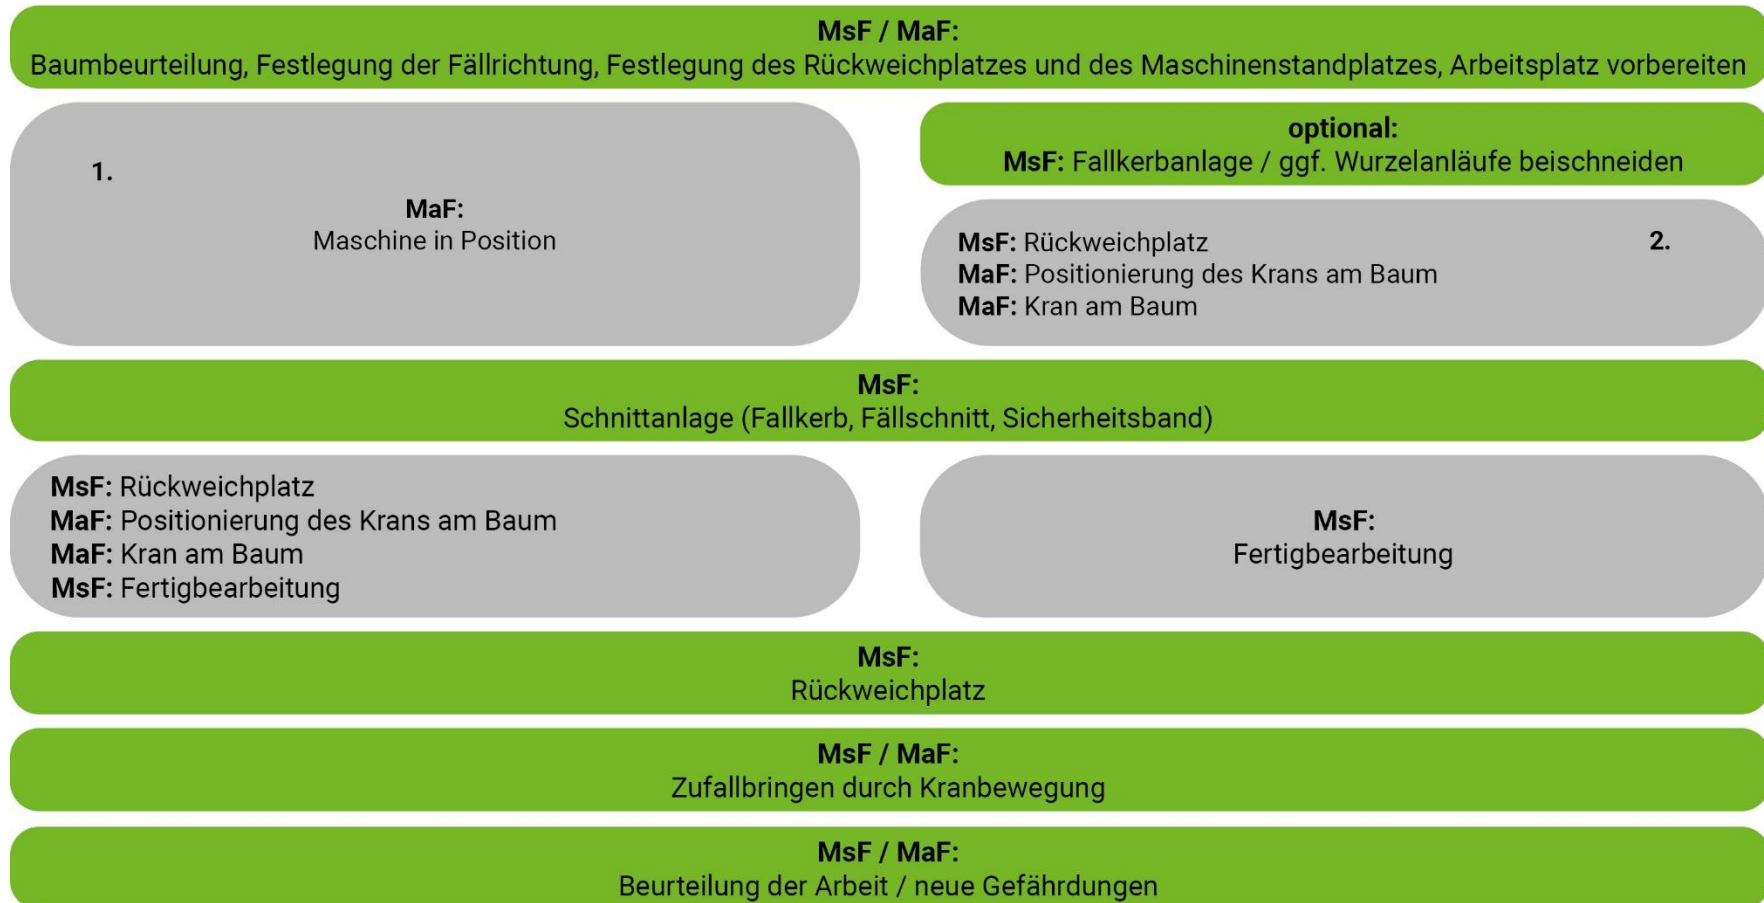 MsF / MaF:
Baumbeurteilung, Festlegung der Fällrichtung, Festlegung des Rückweichplatzes und des Maschinenstandplatzes, Arbeitsplatz vorbereiten
1.
MaF:
Maschine in Position
optional:
MsF: Fallkerbanlage / ggf. Wurzelanläufe beischneiden
MsF: Rückweichplatz
2.
MaF: Positionierung des Krans am Baum
MaF: Kran am Baum
MsF:
Schnittanlage (Fallkerb, Fällschnitt, Sicherheitsband)
MsF: Rückweichplatz
MaF: Positionierung des Krans am Baum
MaF: Kran am Baum
MsF: Fertigbearbeitung
MsF:
Fertigbearbeitung
MsF:
Rückweichplatz
MsF / MaF:
Zufallbringen durch Kranbewegung
MsF / MaF:
Beurteilung der Arbeit / neue Gefährdungen